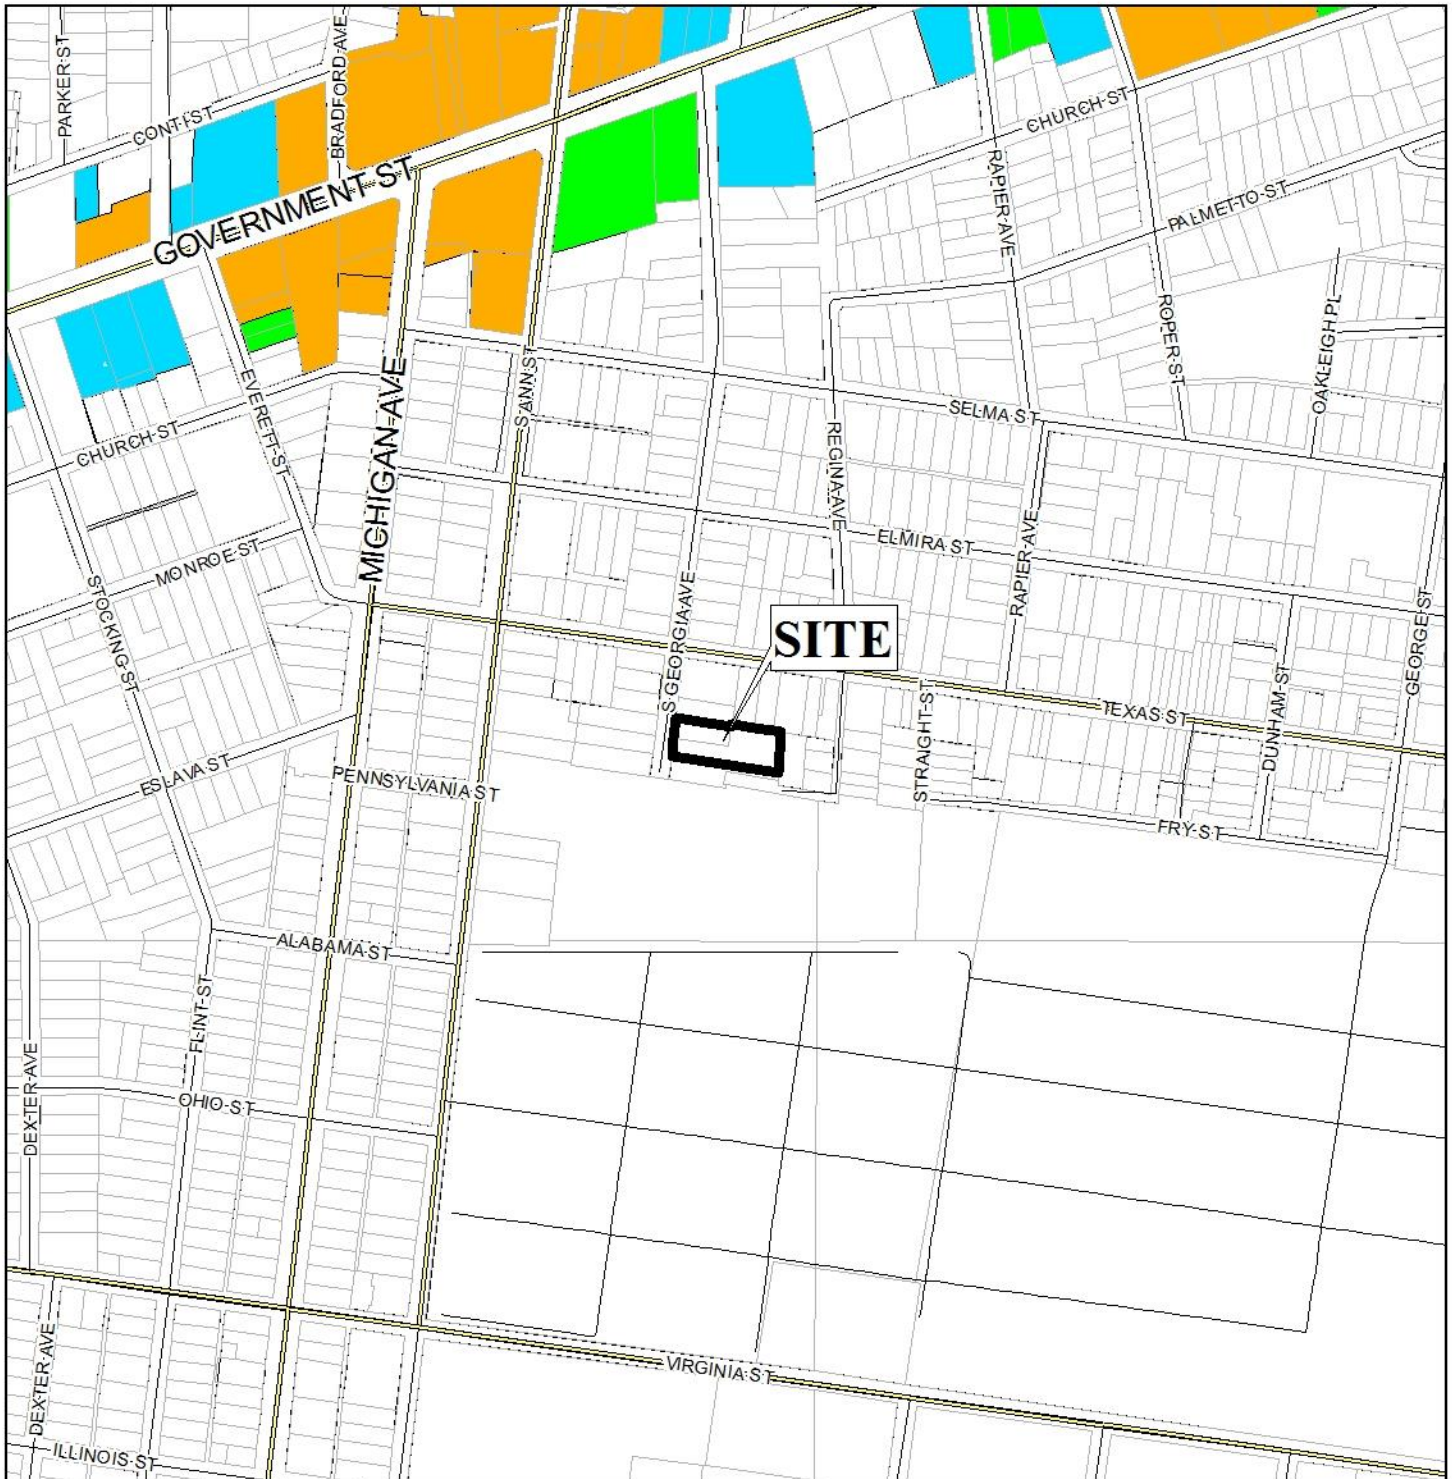 PARKER ST
BRADFORD AVE
CONTI ST
CHURCH ST
GOVERNMENT ST
RAPIER AVE
PALMETTO ST
ROPER ST
OAKLEIGH PL
EVERETT ST
MICHIGAN AVE
S ANN ST
SELMA ST
CHURCH ST
REGINA AVE
ELMIRA ST
RAPIER AVE
MONROE ST
STOCKING ST
S GEORGIA AVE
SITE
GEORGE ST
DUNHAM ST
TEXAS ST
STRAIGHT ST
ESLAVA ST
PENNSYLVANIA ST
FRY ST
ALABAMA ST
FLINT ST
DEXTER AVE
OHIO ST
VIRGINIA ST
DEXTER AVE
ILLINOIS ST